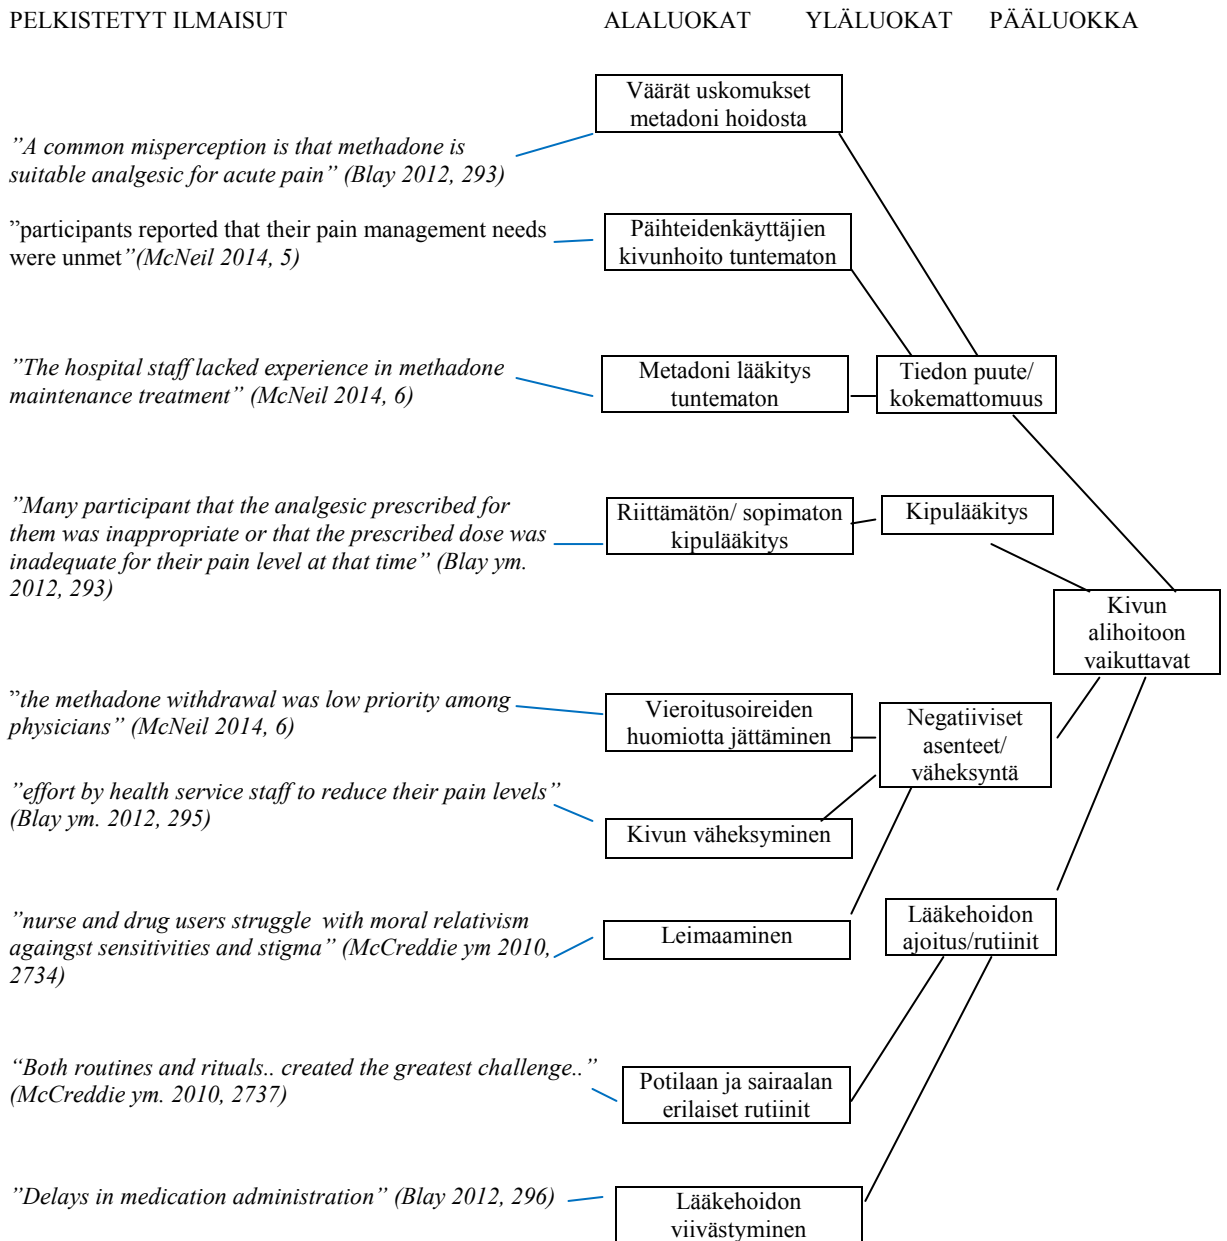 PELKISTETYT ILMAISUT ALALUOKAT YLÄLUOKAT PÄÄLUOKKA
Väärät uskomukset
metadoni hoidosta
”A common misperception is that methadone is
suitable analgesic for acute pain” (Blay 2012, 293)
”participants reported that their pain management needs
were unmet”(McNeil 2014, 5)
Päihteidenkäyttäjien
kivunhoito tuntematon
”The hospital staff lacked experience in methadone
maintenance treatment” (McNeil 2014, 6)
Metadoni lääkitys
tuntematon
Tiedon puute/
kokemattomuus
”Many participant that the analgesic prescribed for
them was inappropriate or that the prescribed dose was
inadequate for their pain level at that time” (Blay ym.
2012, 293)
Riittämätön/ sopimaton
kipulääkitys
Kipulääkitys
Kivun
alihoitoon
vaikuttavat
”the methadone withdrawal was low priority among
physicians” (McNeil 2014, 6)
Vieroitusoireiden
huomiotta jättäminen
Negatiiviset
asenteet/
väheksyntä
”effort by health service staff to reduce their pain levels”
(Blay ym. 2012, 295)
Kivun väheksyminen
”nurse and drug users struggle with moral relativism
againgst sensitivities and stigma” (McCreddie ym 2010,
2734)
Leimaaminen
Lääkehoidon
ajoitus/rutiinit
“Both routines and rituals.. created the greatest challenge..”
(McCreddie ym. 2010, 2737)
Potilaan ja sairaalan
erilaiset rutiinit
”Delays in medication administration” (Blay 2012, 296)
Lääkehoidon
viivästyminen